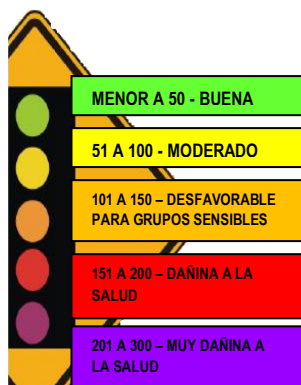 MENOR A 50 - BUENA
51 A 100 - MODERADO
101 A 150 – DESFAVORABLE
PARA GRUPOS SENSIBLES
151 A 200 – DAÑINA A LA
SALUD
201 A 300 – MUY DAÑINA A
LA SALUD